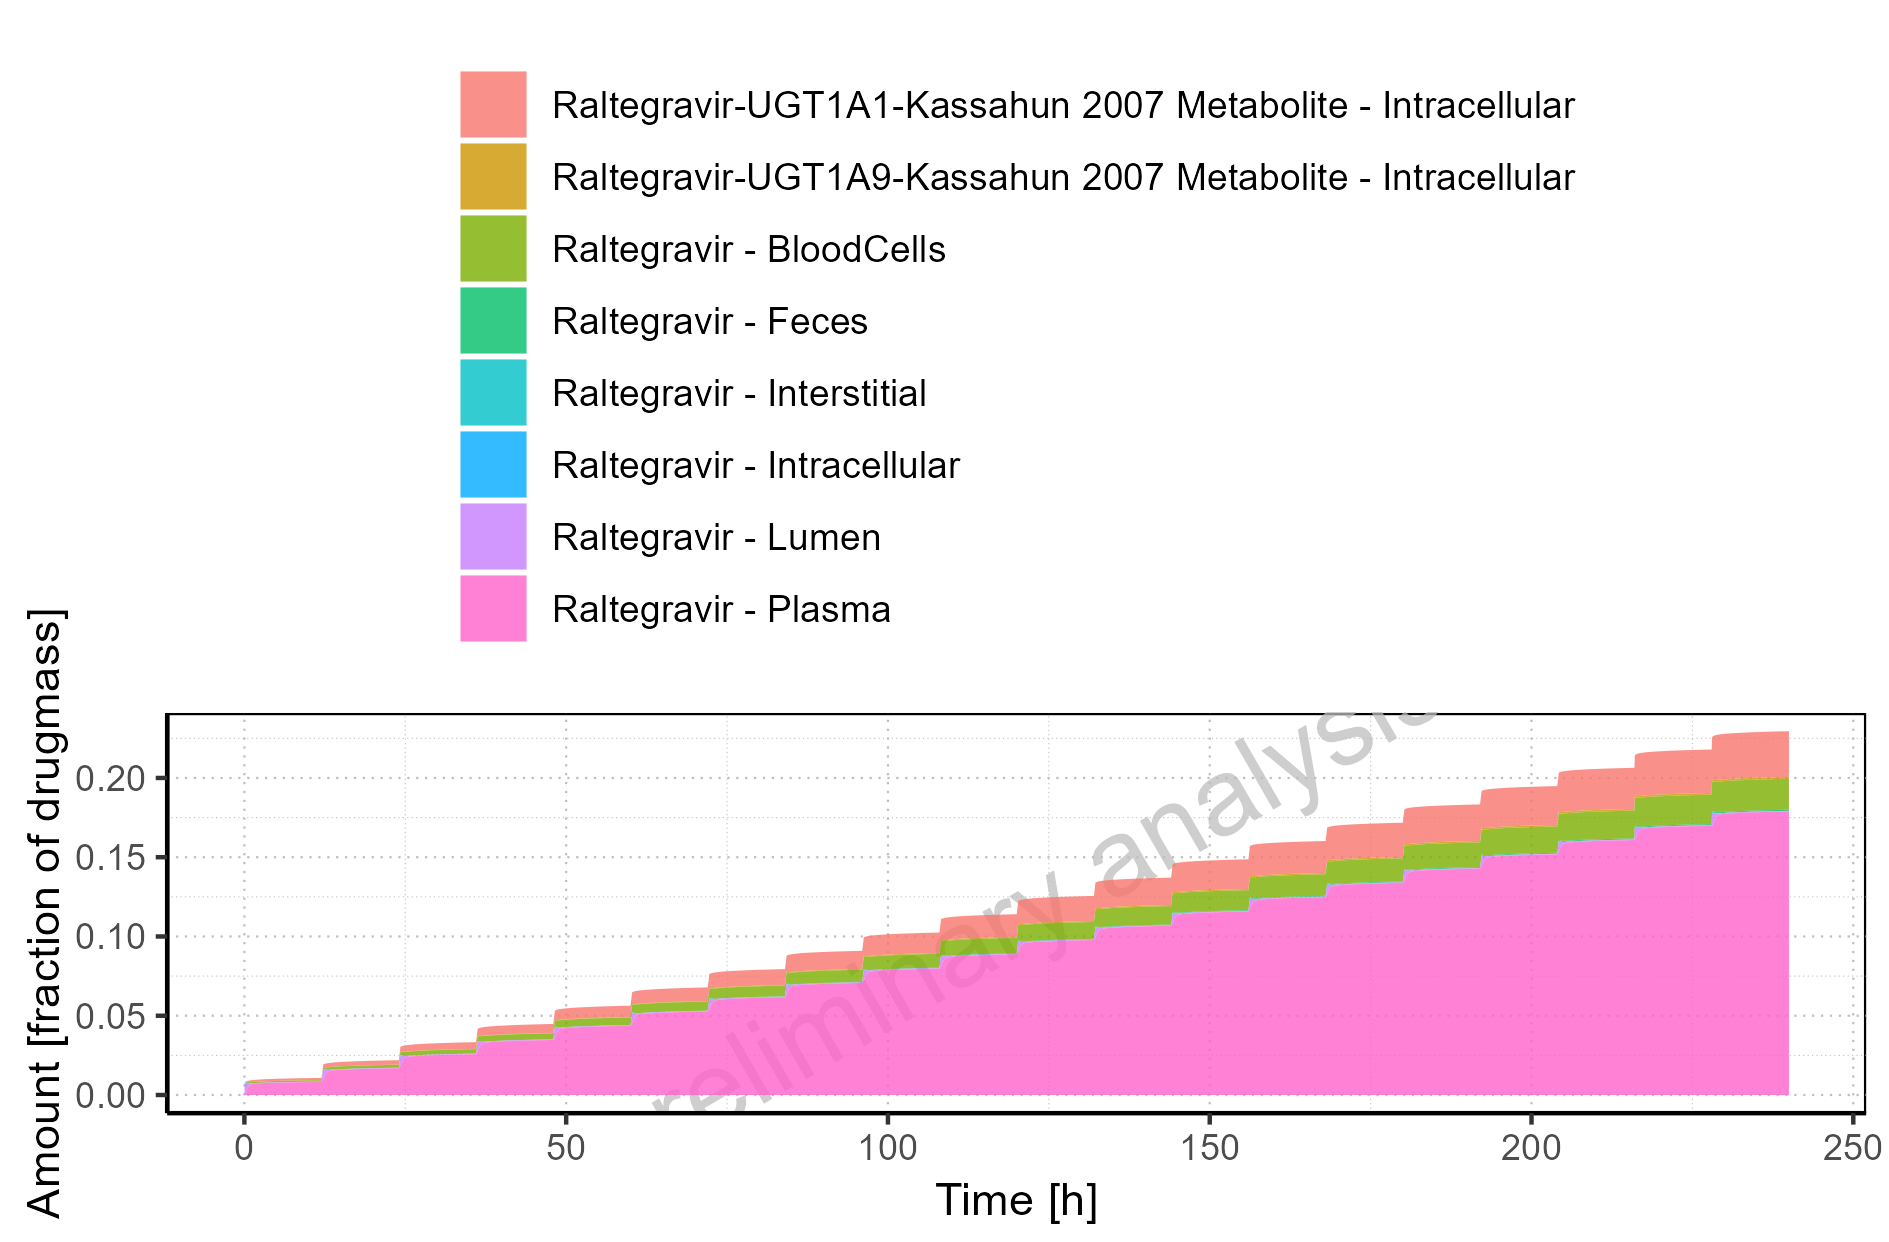 Raltegravir-UGT1A1-Kassahun 2007 Metabolite - Intracellular
Raltegravir-UGT1A9-Kassahun 2007 Metabolite - Intracellular
Raltegravir - BloodCells
Raltegravir - Feces
Raltegravir - Interstitial
Raltegravir - Intracellular
Raltegravir - Lumen
Raltegravir - Plasma
Amount [fraction of drugmass]
0.20
0.15
0.10
0.05
0.00
reliminary analysis
0 50 100 150 200 250
Time [h]